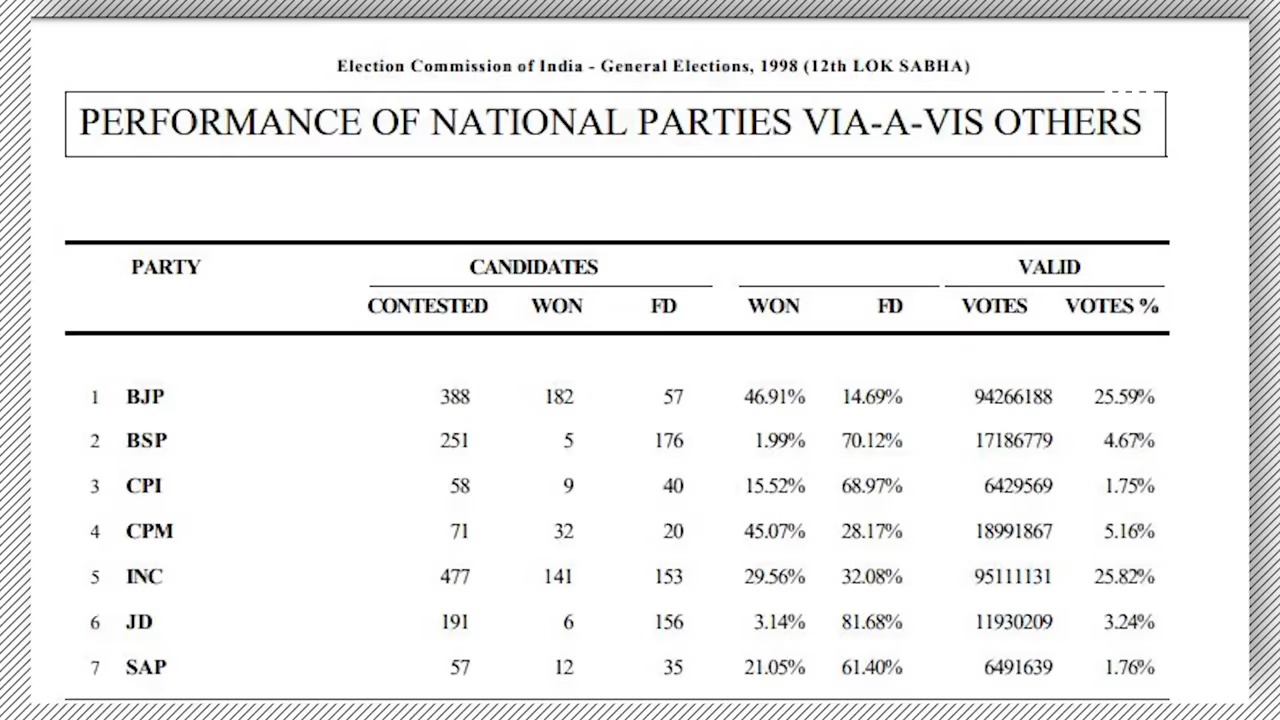 Election Commission of India - General Elections, 1998 (12th LOK SABHA)
PERFORMANCE OF NATIONAL PARTIES VIA-A-VIS OTHERS
PARTY CANDIDATES VALID
CONTESTED WON FD WON FD VOTES VOTES %
1 BJP 388 182 57 46.91% 14.69% 94266188 25.59%
2 BSP 251 5 176 1.99% 70.12% 17186779 4.67%
3 CPI 58 9 40 15.52% 68.97% 6429569 1.75%
4 CPM 71 32 20 45.07% 28.17% 18991867 5.16%
5 INC 477 141 153 29.56% 32.08% 95111131 25.82%
6 JD 191 6 156 3.14% 81.68% 11930209 3.24%
7 SAP 57 12 35 21.05% 61.40% 6491639 1.76%